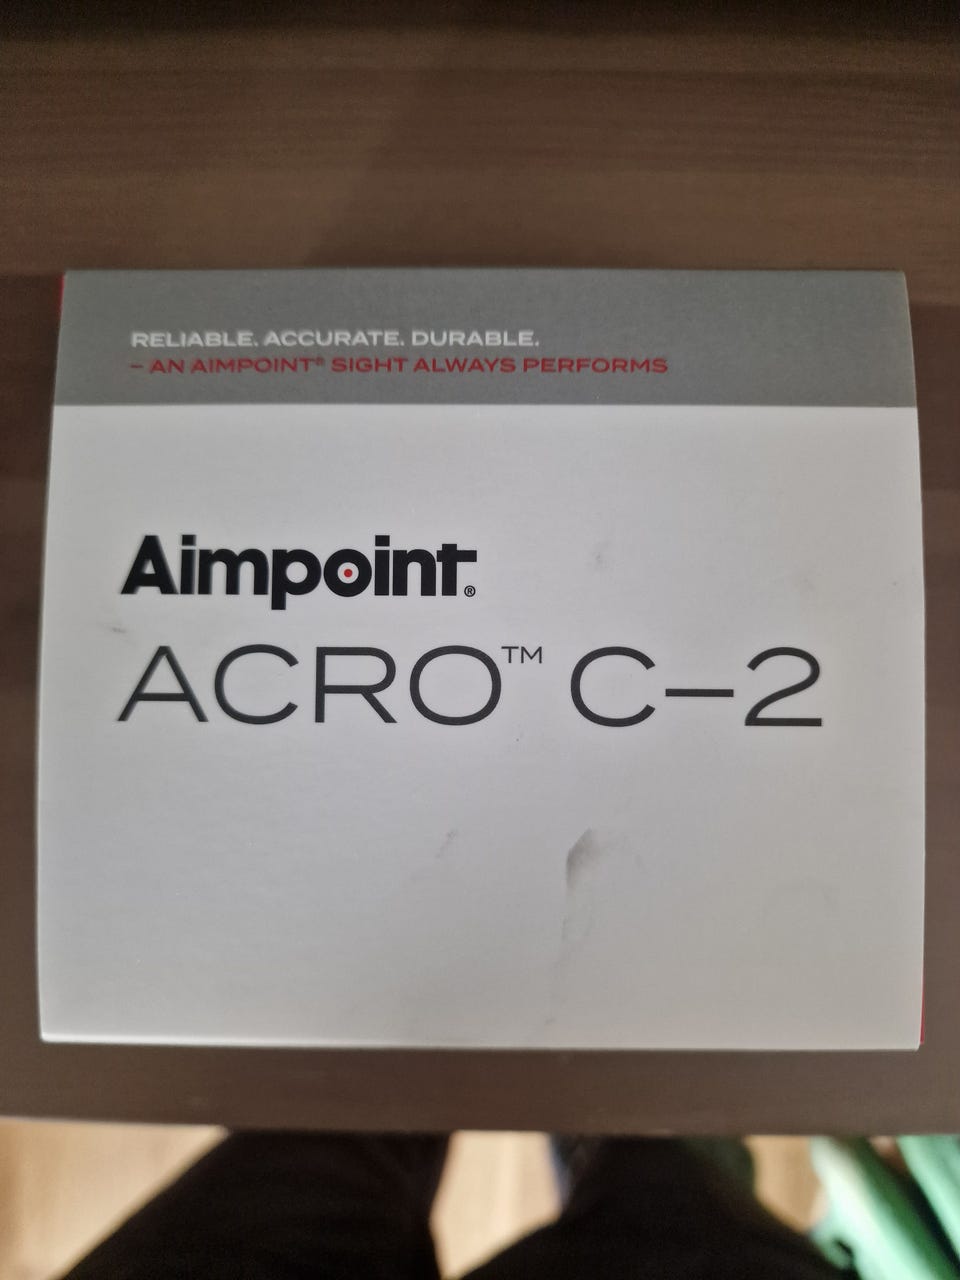 RELIABLE. ACCURATE. DURABLE.
– AN AIMPOINT® SIGHT ALWAYS PERFORMS
Aimpoint®
ACRO™ C–2